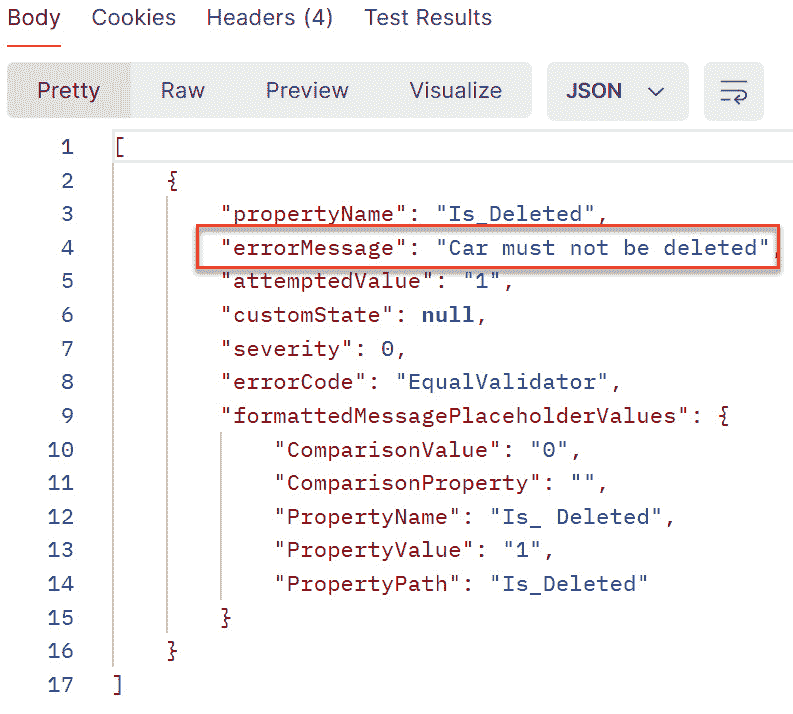 Body Cookies Headers (4) Test Results
Pretty Raw Preview Visualize JSON
1 [
2 {
3 "propertyName": "Is_Deleted",
4 "errorMessage": "Car must not be deleted",
5 "attemptedValue": "1",
6 "customState": null,
7 "severity": 0,
8 "errorCode": "EqualValidator",
9 "formattedMessagePlaceholderValues": {
10 "ComparisonValue": "0",
11 "ComparisonProperty": "",
12 "PropertyName": "Is_ Deleted",
13 "PropertyValue": "1",
14 "PropertyPath": "Is_Deleted"
15 }
16 }
17 ]